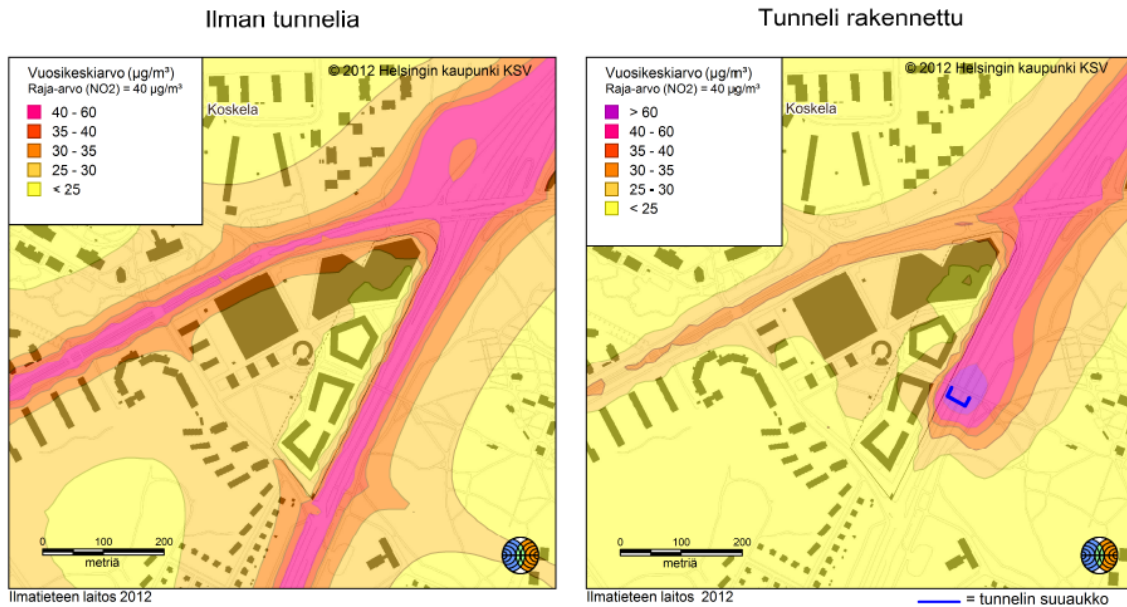 Ilman tunnelia
Vuosikeskiarvo (µg/m³)
Raja-arvo (NO2) = 40 µg/m³
40 - 60
35 - 40
30 - 35
25 - 30
< 25
© 2012 Helsingin kaupunki KSV
Koskela
0 100 200
metriä
Ilmatieteen laitos 2012
Tunneli rakennettu
Vuosikeskiarvo (µg/m³)
Raja-arvo (NO2) = 40 µg/m³
> 60
40 - 60
35 - 40
30 - 35
25 - 30
< 25
© 2012 Helsingin kaupunki KSV
Koskela
0 100 200
metriä
Ilmatieteen laitos 2012
= tunnelin suuaukko